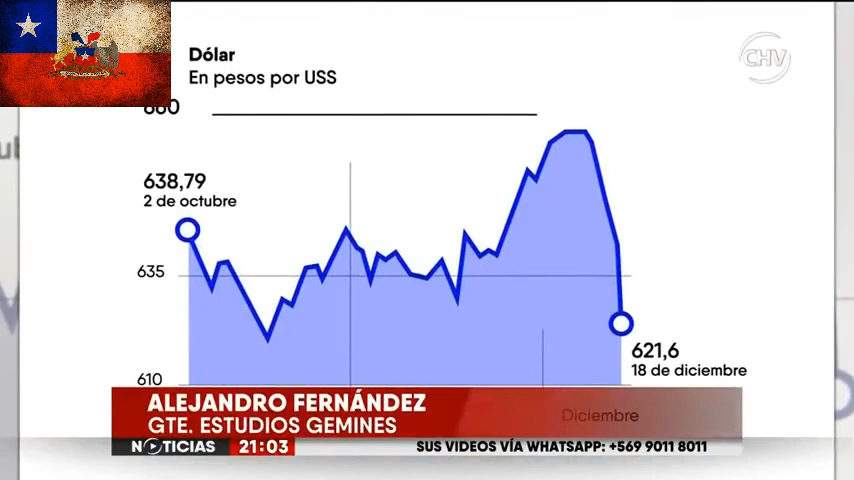 Dólar
En pesos por USS
CHV
660
638,79
2 de octubre
635
621,6
18 de diciembre
610
ALEJANDRO FERNÁNDEZ
GTE. ESTUDIOS GEMINES
Diciembre
NOTICIAS 21:03 SUS VIDEOS VÍA WHATSAPP: +569 9011 8011